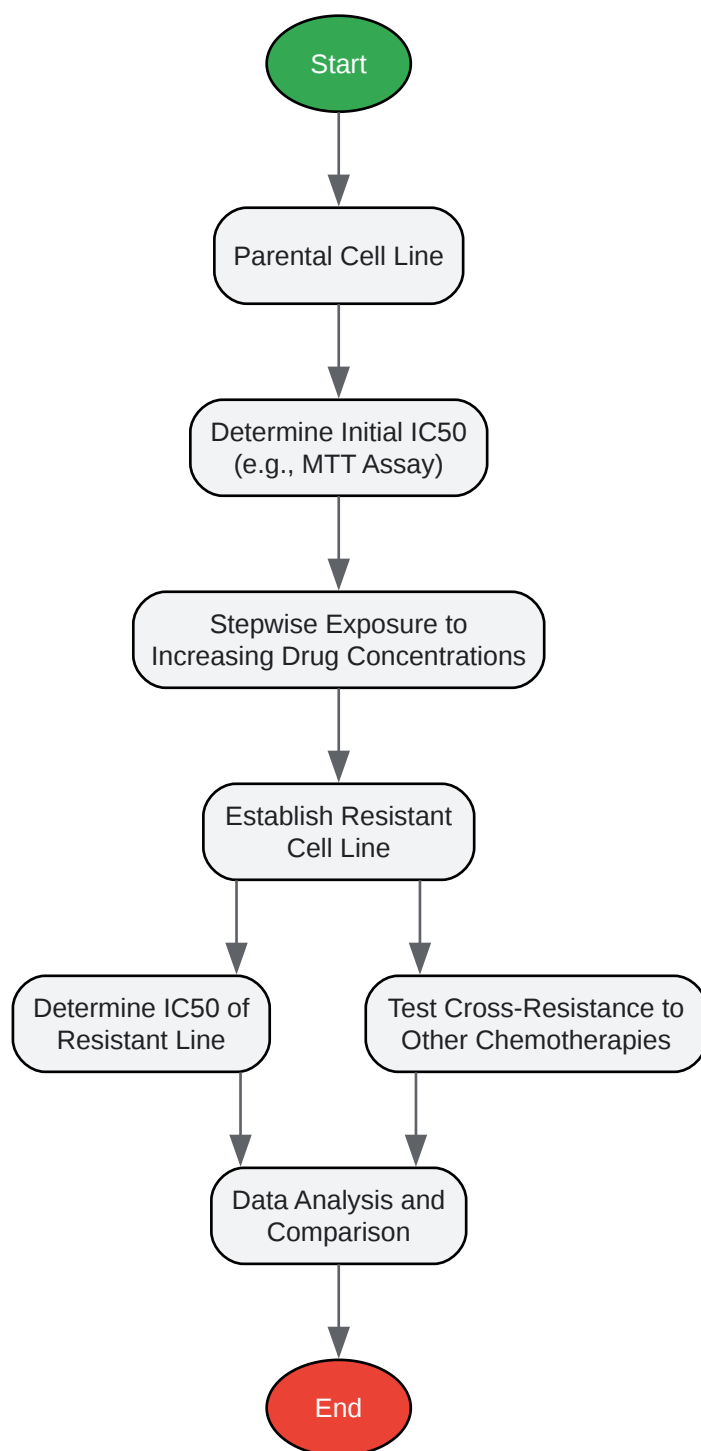 Start
Parental Cell Line
Determine Initial IC50
(e.g., MTT Assay)
Stepwise Exposure to
Increasing Drug Concentrations
Establish Resistant
Cell Line
Determine IC50 of
Resistant Line
Test Cross-Resistance to
Other Chemotherapies
Data Analysis and
Comparison
End